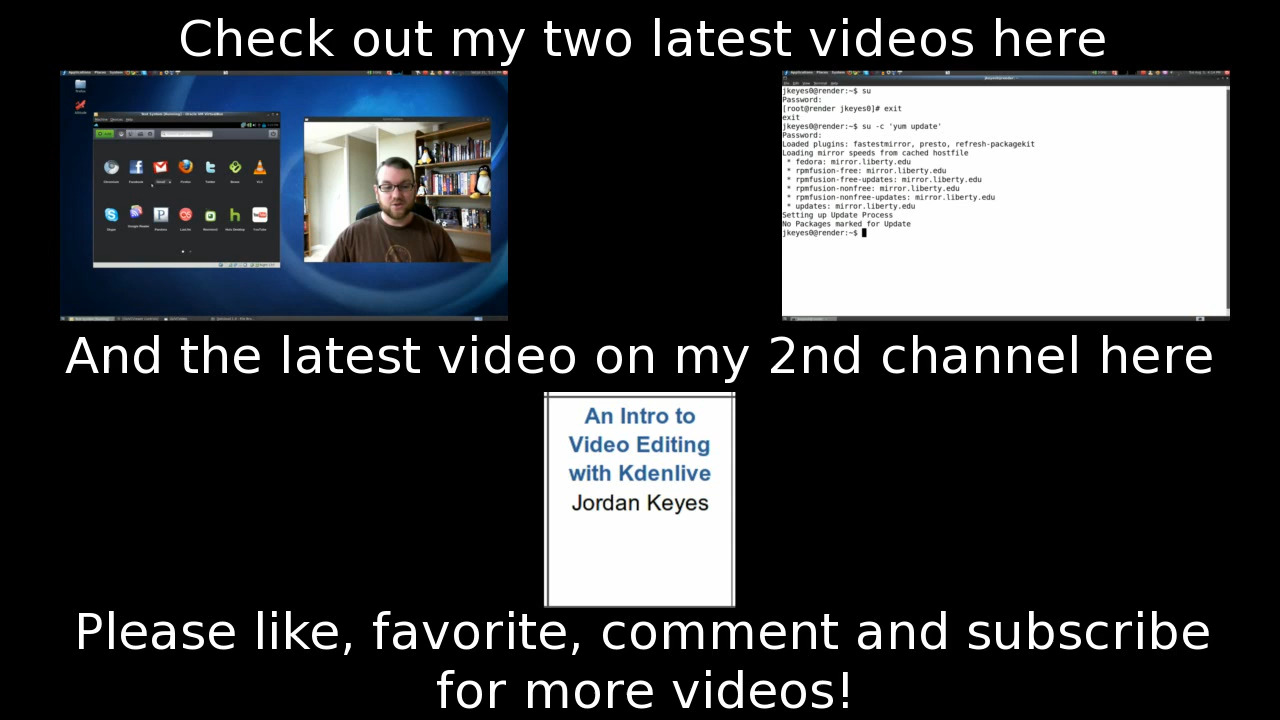 Check out my two latest videos here
Applications Places System
jkeyes0@render:~$ su
Password:
[root@render jkeyes0]# exit
exit
jkeyes0@render:~$ su -c 'yum update'
Password:
Loaded plugins: fastestmirror, presto, refresh-packagekit
Loading mirror speeds from cached hostfile
* fedora: mirror.liberty.edu
* rpmfusion-free: mirror.liberty.edu
* rpmfusion-free-updates: mirror.liberty.edu
* rpmfusion-nonfree: mirror.liberty.edu
* rpmfusion-nonfree-updates: mirror.liberty.edu
* updates: mirror.liberty.edu
Setting up Update Process
No Packages marked for Update
jkeyes0@render:~$
And the latest video on my 2nd channel here
An Intro to
Video Editing
with Kdenlive
Jordan Keyes
Please like, favorite, comment and subscribe
for more videos!